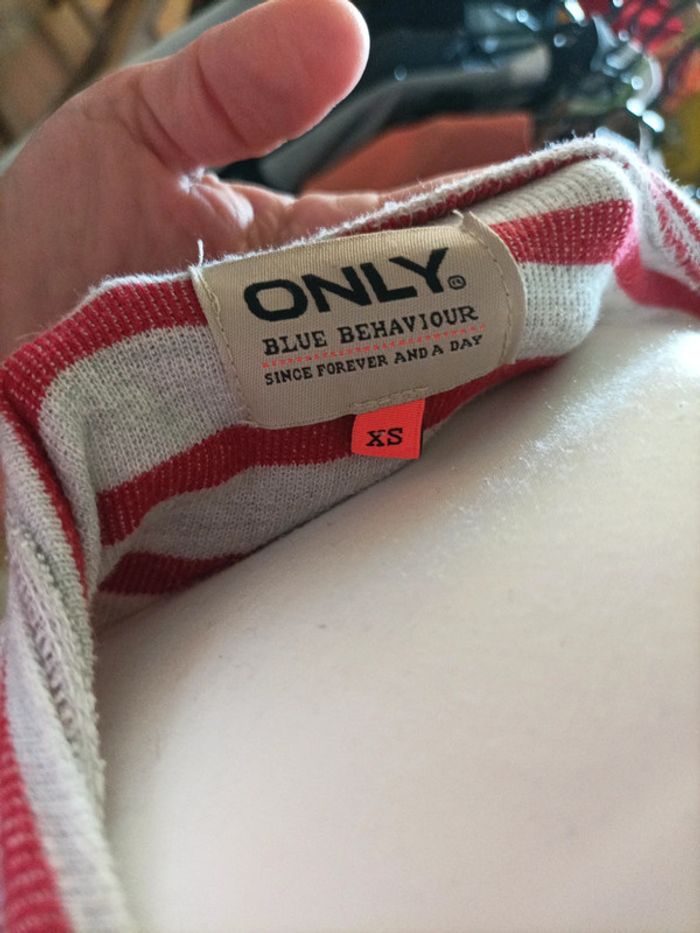 ONLY®
BLUE BEHAVIOUR
SINCE FOREVER AND A DAY
XS